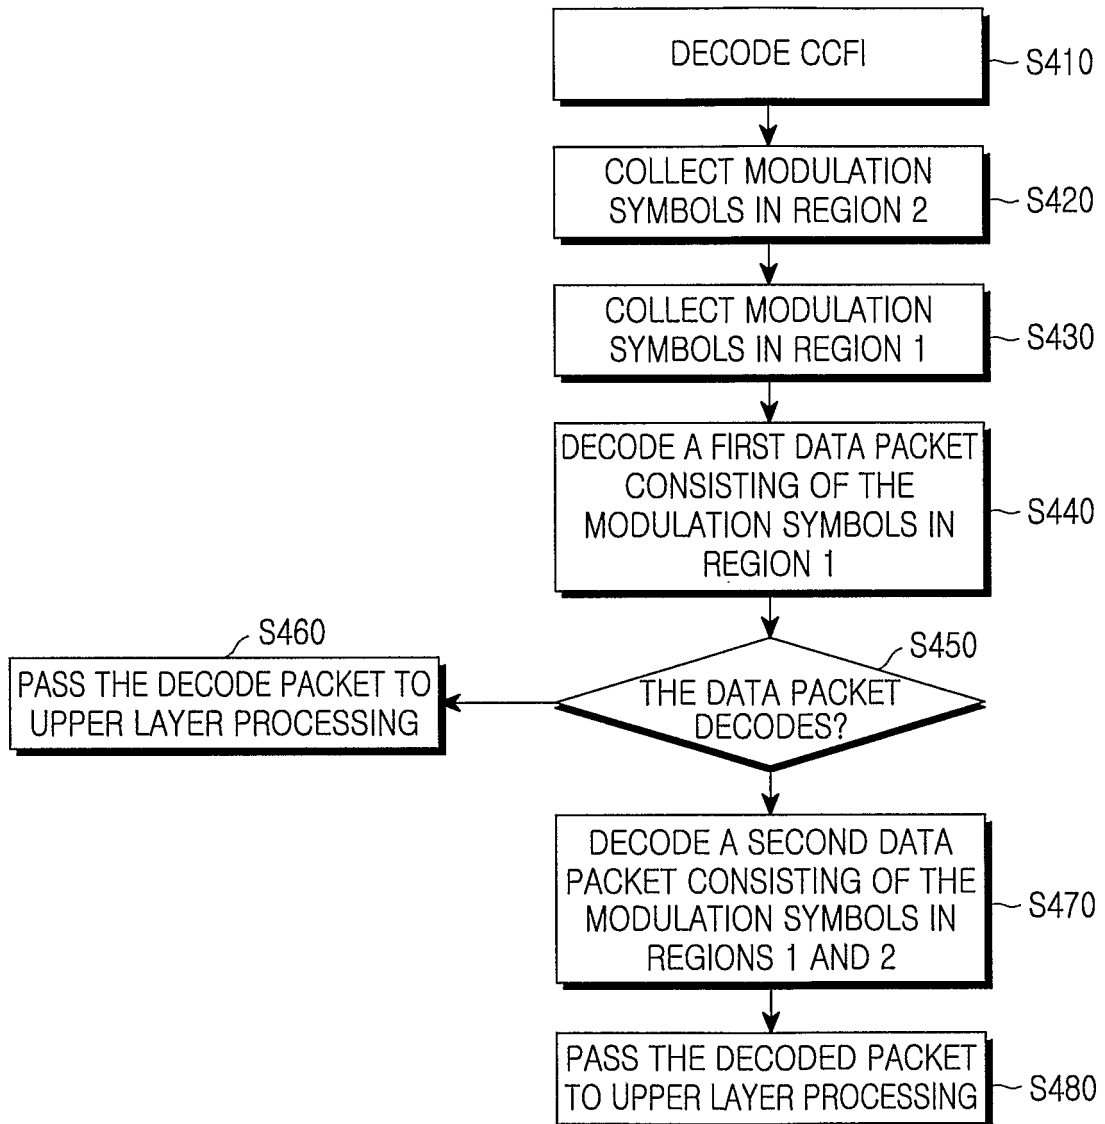 DECODE CCFI
S410
COLLECT MODULATION
SYMBOLS IN REGION 2
S420
COLLECT MODULATION
SYMBOLS IN REGION 1
S430
DECODE A FIRST DATA PACKET
CONSISTING OF THE
MODULATION SYMBOLS IN
REGION 1
S440
S450
THE DATA PACKET
DECODES?
S460
PASS THE DECODE PACKET TO
UPPER LAYER PROCESSING
DECODE A SECOND DATA
PACKET CONSISTING OF THE
MODULATION SYMBOLS IN
REGIONS 1 AND 2
S470
PASS THE DECODED PACKET
TO UPPER LAYER PROCESSING
S480